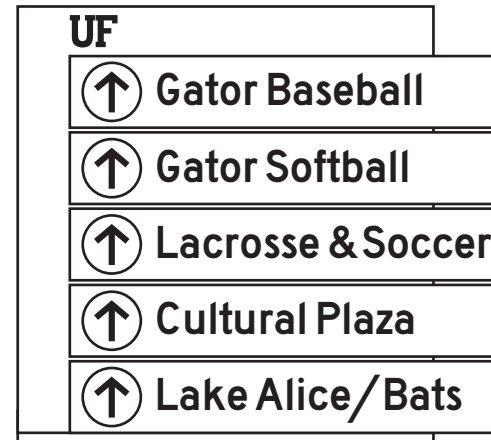 UF
Gator Baseball
Gator Softball
Lacrosse & Soccer
Cultural Plaza
Lake Alice/Bats